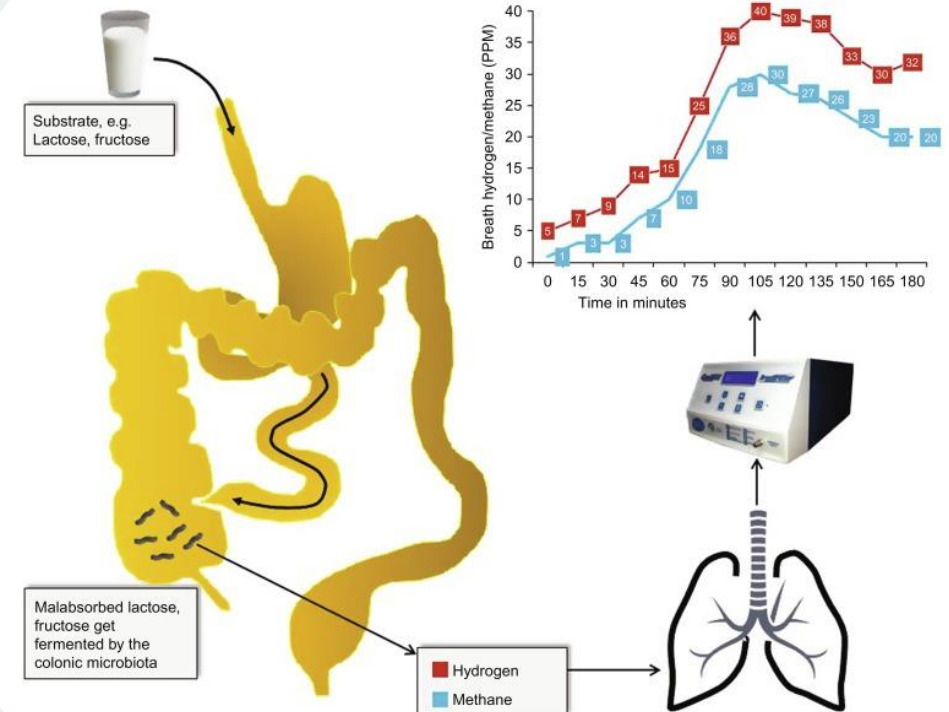 Substrate, e.g.
Lactose, fructose
Malabsorbed lactose,
fructose get
fermented by the
colonic microbiota
Hydrogen
Methane
Breath hydrogen/methane (PPM)
40
35
30
25
20
15
10
5
0
5 7 9 14 15 25 36 40 39 38 33 30 32
1 3 3 7 10 18 28 30 27 26 23 20 20
0 15 30 45 60 75 90 105 120 135 150 165 180
Time in minutes